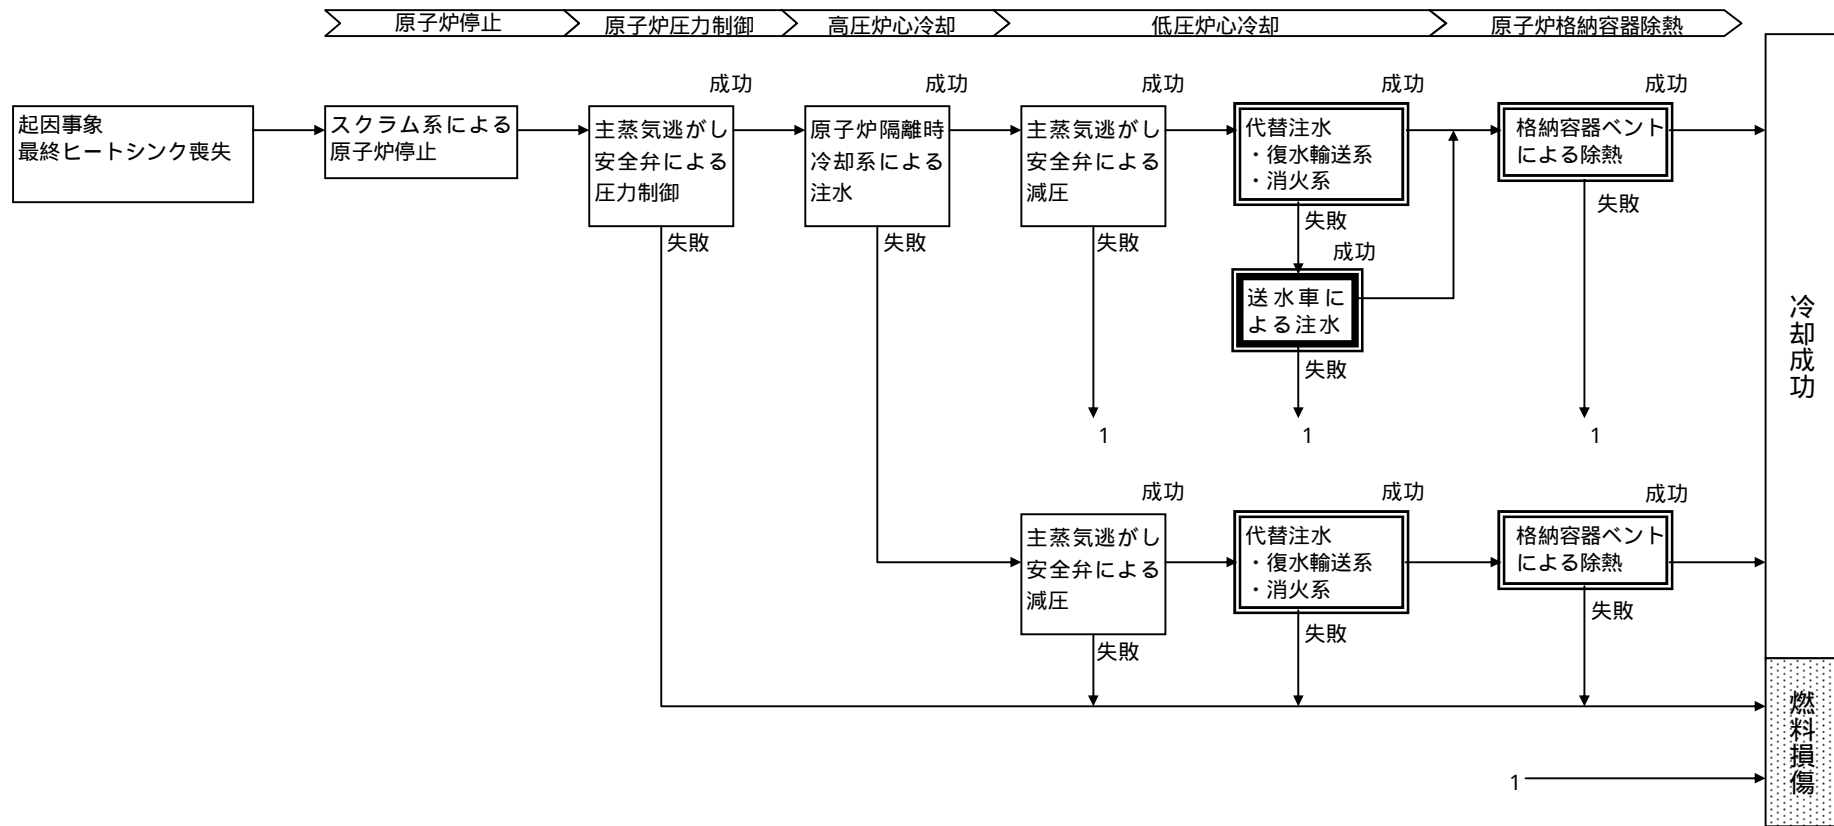 原子炉停止
原子炉圧力制御
高圧炉心冷却
低圧炉心冷却
原子炉格納容器除熱
成功
成功
成功
成功
成功
起因事象
最終ヒートシンク喪失
スクラム系による
原子炉停止
主蒸気逃がし
安全弁による
圧力制御
原子炉隔離時
冷却系による
注水
主蒸気逃がし
安全弁による
減圧
代替注水
・復水輸送系
・消火系
格納容器ベント
による除熱
失敗
失敗
失敗
失敗
失敗
成功
送水車に
よる注水
失敗
1
1
1
成功
成功
成功
主蒸気逃がし
安全弁による
減圧
代替注水
・復水輸送系
・消火系
格納容器ベント
による除熱
失敗
失敗
失敗
1
冷却成功
燃料損傷